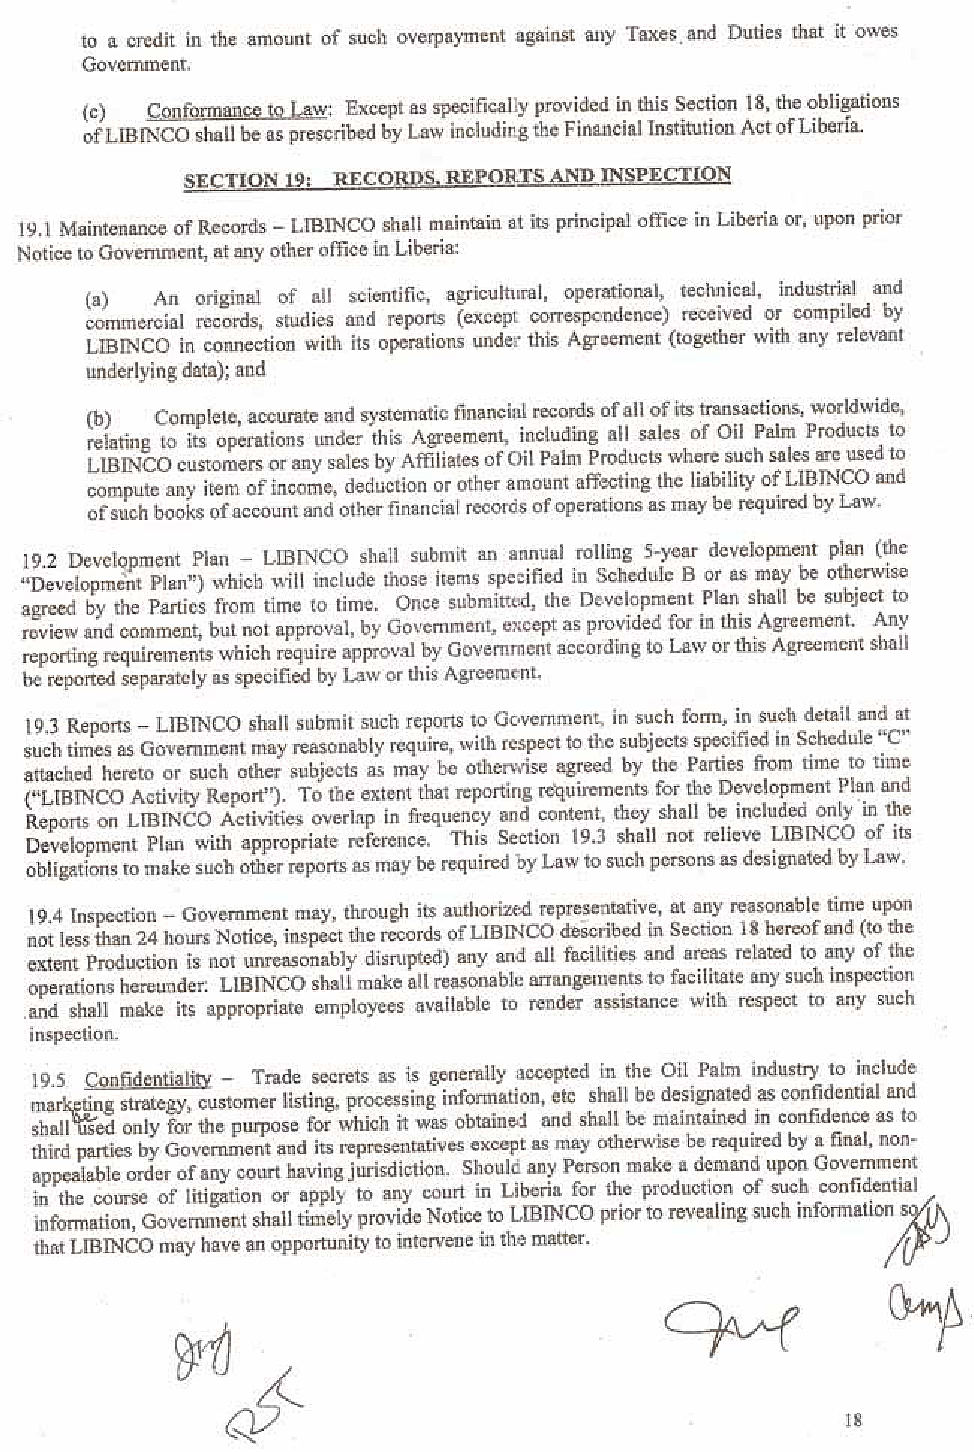 to a credit in the amount of such overpayment against any Taxes and Duties that it owes
Government.
(c) Conformance to Law: Except as specifically provided in this Section 18, the obligations
of LIBINCO shall be as prescribed by Law including the Financial Institution Act of Liberia.
SECTION 19: RECORDS, REPORTS AND INSPECTION
19.1 Maintenance of Records – LIBINCO shall maintain at its principal office in Liberia or, upon prior
Notice to Government, at any other office in Liberia:
(a) An original of all scientific, agricultural, operational, technical, industrial and
commercial records, studies and reports (except correspondence) received or compiled by
LIBINCO in connection with its operations under this Agreement (together with any relevant
underlying data); and
(b) Complete, accurate and systematic financial records of all of its transactions, worldwide,
relating to its operations under this Agreement, including all sales of Oil Palm Products to
LIBINCO customers or any sales by Affiliates of Oil Palm Products where such sales are used to
compute any item of income, deduction or other amount affecting the liability of LIBINCO and
of such books of account and other financial records of operations as may be required by Law.
19.2 Development Plan – LIBINCO shall submit an annual rolling 5-year development plan (the
“Development Plan”) which will include those items specified in Schedule B or as may be otherwise
agreed by the Parties from time to time. Once submitted, the Development Plan shall be subject to
review and comment, but not approval, by Government, except as provided for in this Agreement. Any
reporting requirements which require approval by Government according to Law or this Agreement shall
be reported separately as specified by Law or this Agreement.
19.3 Reports – LIBINCO shall submit such reports to Government, in such form, in such detail and at
such times as Government may reasonably require, with respect to the subjects specified in Schedule “C”
attached hereto or such other subjects as may be otherwise agreed by the Parties from time to time
(“LIBINCO Activity Report”). To the extent that reporting requirements for the Development Plan and
Reports on LIBINCO Activities overlap in frequency and content, they shall be included only in the
Development Plan with appropriate reference. This Section 19.3 shall not relieve LIBINCO of its
obligations to make such other reports as may be required by Law to such persons as designated by Law.
19.4 Inspection – Government may, through its authorized representative, at any reasonable time upon
not less than 24 hours Notice, inspect the records of LIBINCO described in Section 18 hereof and (to the
extent Production is not unreasonably disrupted) any and all facilities and areas related to any of the
operations hereunder. LIBINCO shall make all reasonable arrangements to facilitate any such inspection
and shall make its appropriate employees available to render assistance with respect to any such
inspection.
19.5 Confidentiality – Trade secrets as is generally accepted in the Oil Palm industry to include
marketing strategy, customer listing, processing information, etc shall be designated as confidential and
shall be used only for the purpose for which it was obtained and shall be maintained in confidence as to
third parties by Government and its representatives except as may otherwise be required by a final, non-
appealable order of any court having jurisdiction. Should any Person make a demand upon Government
in the course of litigation or apply to any court in Liberia for the production of such confidential
information, Government shall timely provide Notice to LIBINCO prior to revealing such information so
that LIBINCO may have an opportunity to intervene in the matter.
18